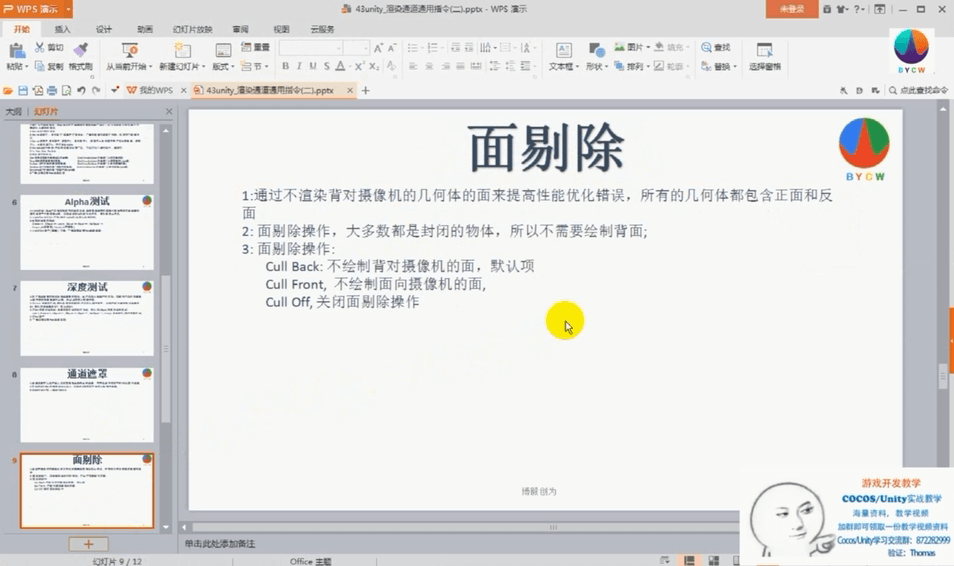 WPS 演示
43unity_渲染通道通用指令(二).pptx - WPS 演示
未登录
开始 插入 设计 动画 幻灯片放映 审阅 视图 云服务
粘贴 剪切 复制 格式刷 从当前开始 新建幻灯片 版式 重置 节
B I U S A
文本框 形状 图片 排列 填充 轮廓 查找 替换 选择窗格
BYCW
我的WPS 43unity_渲染通道通用指令(二).pptx
点此查找命令
大纲 幻灯片
6 Alpha测试
7 深度测试
8 通道遮罩
9 面剔除
面剔除
BYCW
1:通过不渲染背对摄像机的几何体的面来提高性能优化错误，所有的几何体都包含正面和反
面
2: 面剔除操作，大多数都是封闭的物体，所以不需要绘制背面;
3: 面剔除操作:
Cull Back: 不绘制背对摄像机的面，默认项
Cull Front, 不绘制面向摄像机的面,
Cull Off, 关闭面剔除操作
博毅创为
单击此处添加备注
幻灯片 9 / 12
Office 主题
游戏开发教学
COCOS/Unity实战教学
海量资料，教学视频
加群即可领取一份教学视频资料
Cocos/Unity学习交流群：872282999
验证：Thomas